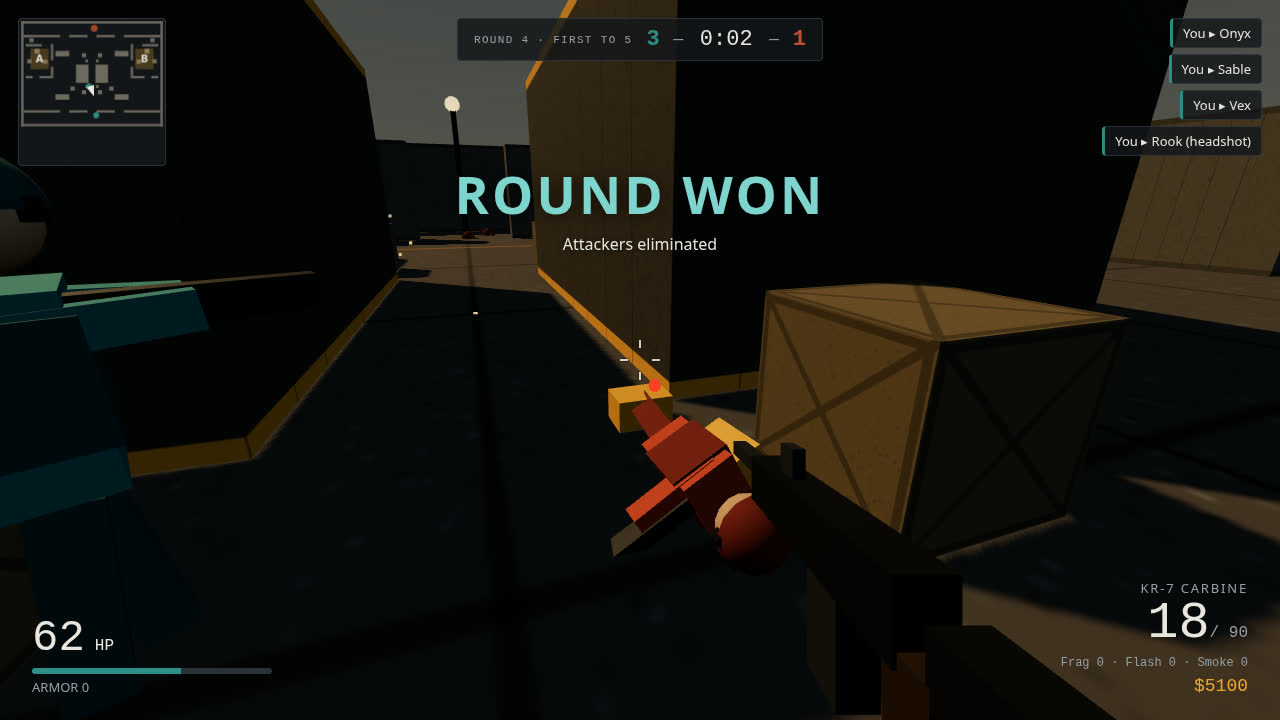 A
B
ROUND 4 · FIRST TO 5 3 — 0:02 — 1
You ▸ Onyx
You ▸ Sable
You ▸ Vex
You ▸ Rook (headshot)
ROUND WON
Attackers eliminated
62 HP
ARMOR 0
KR-7 CARBINE
18 / 90
Frag 0 · Flash 0 · Smoke 0
$5100